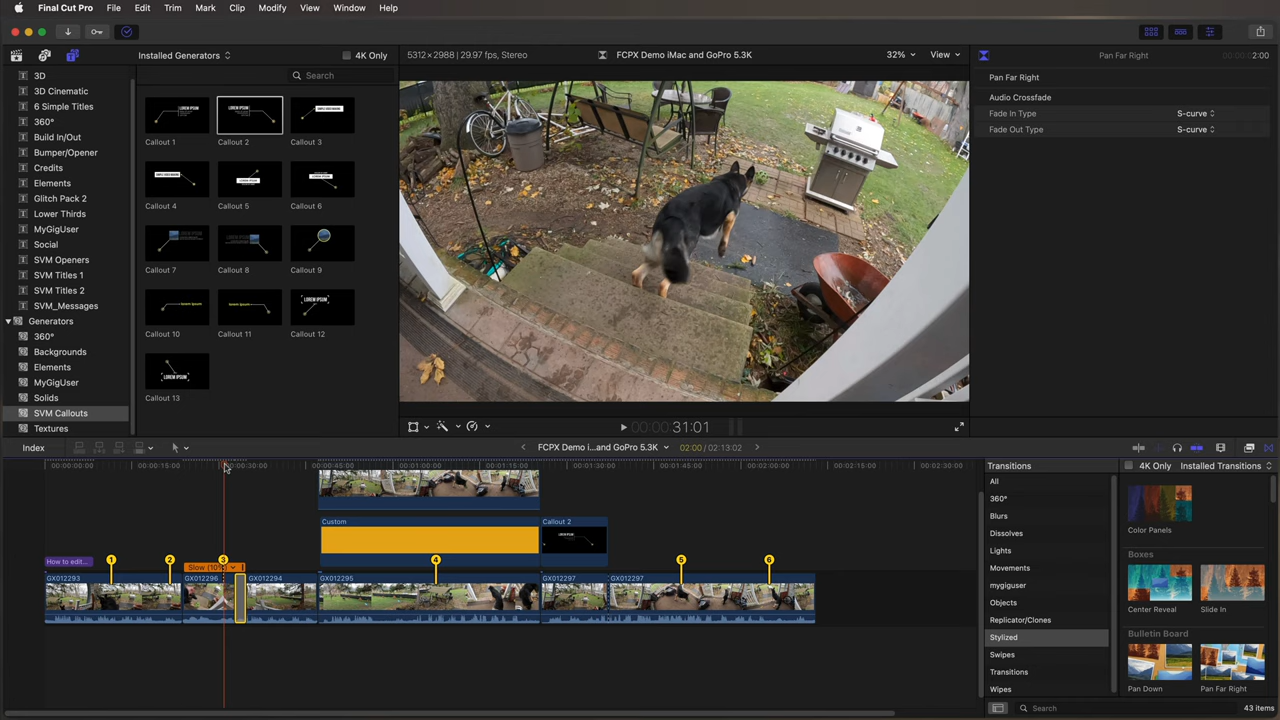 Final Cut Pro File Edit Trim Mark Clip Modify View Window Help
Installed Generators 4K Only
5312×2988 | 29.97 fps, Stereo FCPX Demo iMac and GoPro 5.3K 32% View
Pan Far Right 2:00
Search
3D
3D Cinematic
6 Simple Titles
360°
Build In/Out
Bumper/Opener
Credits
Elements
Glitch Pack 2
Lower Thirds
MyGigUser
Social
SVM Openers
SVM Titles 1
SVM Titles 2
SVM_Messages
Generators
360°
Backgrounds
Elements
MyGigUser
Solids
SVM Callouts
Textures
Callout 1 Callout 2 Callout 3
Callout 4 Callout 5 Callout 6
Callout 7 Callout 8 Callout 9
Callout 10 Callout 11 Callout 12
Callout 13
Pan Far Right
Audio Crossfade
Fade In Type S-curve
Fade Out Type S-curve
00:00:00:31:01
Index FCPX Demo i...and GoPro 5.3K 02:00 / 02:13:02
00:00:00:00 00:00:15:00 00:00:30:00 00:00:45:00 00:01:00:00 00:01:15:00 00:01:30:00 00:01:45:00 00:02:00:00 00:02:15:00 00:02:30:00
Custom Callout 2
How to edit... 1 2 3 4 5 6
Slow (10%)
GX012293 GX012296 GX012294 GX012295 GX012297 GX012297
Transitions 4K Only Installed Transitions
All
360°
Blurs
Dissolves
Lights
Movements
mygiguser
Objects
Replicator/Clones
Stylized
Swipes
Transitions
Wipes
Color Panels
Boxes
Center Reveal Slide In
Bulletin Board
Pan Down Pan Far Right
Search 43 items